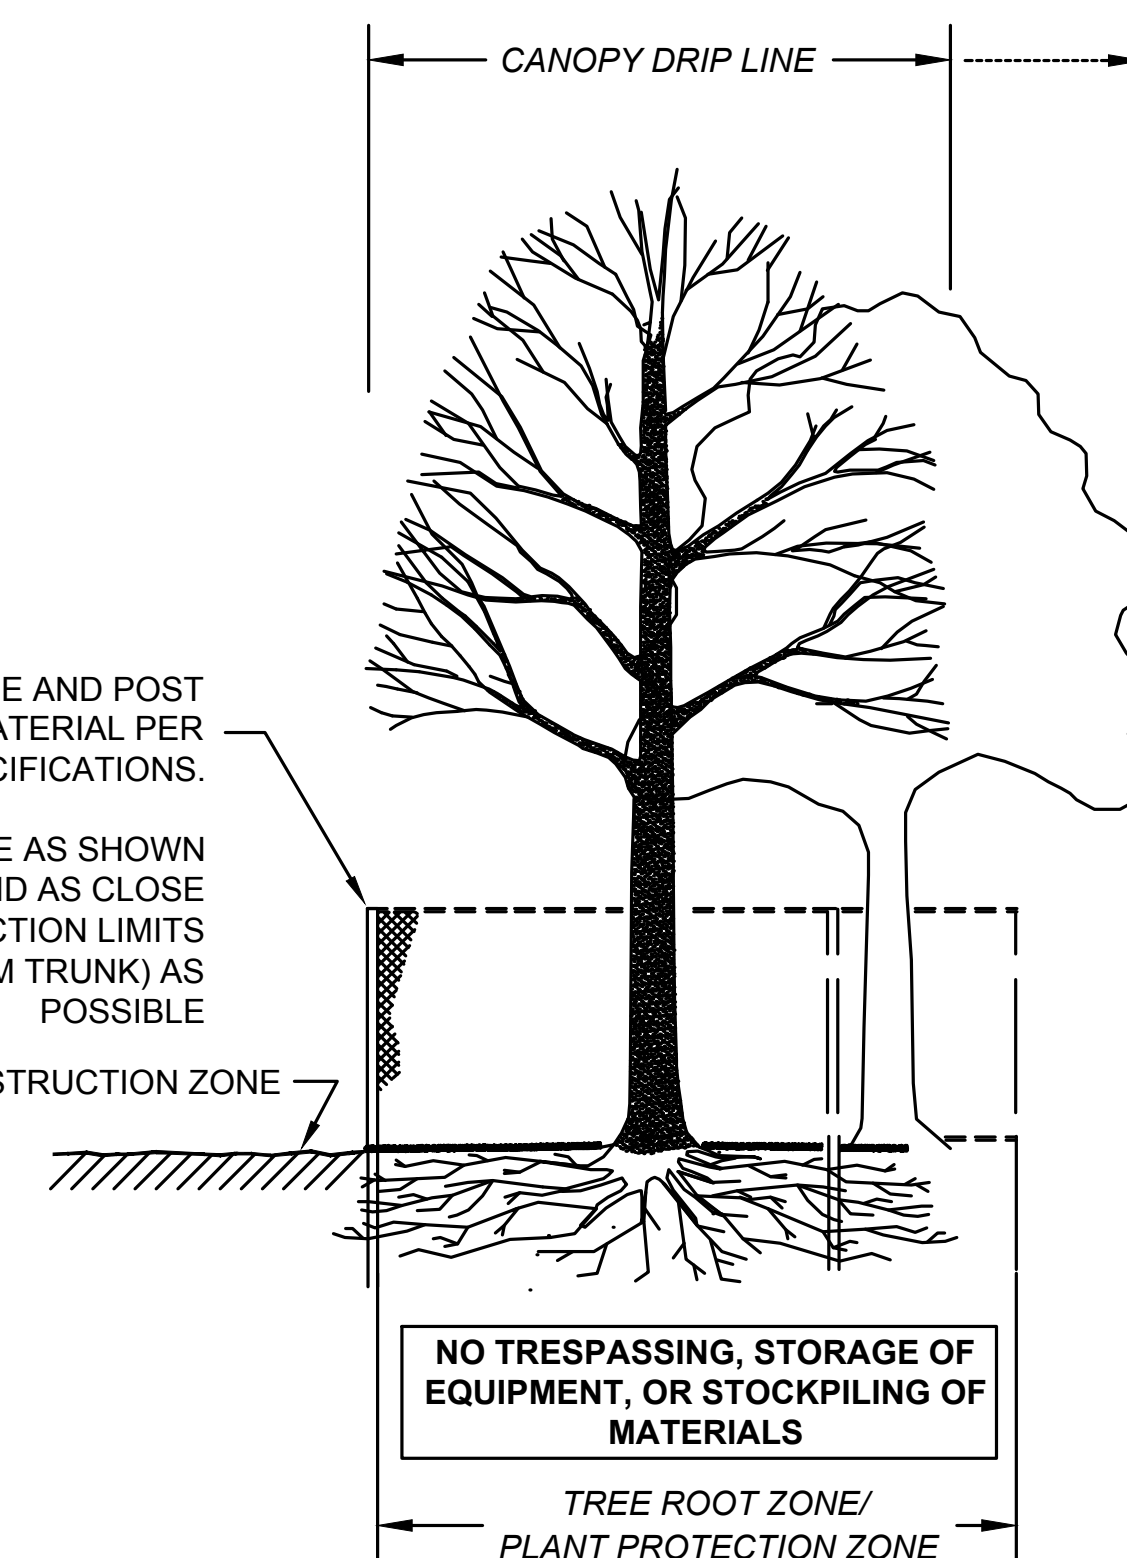 CANOPY DRIP LINE
E AND POST
ATERIAL PER
CIFICATIONS.
E AS SHOWN
ND AS CLOSE
CTION LIMITS
M TRUNK) AS
POSSIBLE
STRUCTION ZONE
NO TRESPASSING, STORAGE OF
EQUIPMENT, OR STOCKPILING OF
MATERIALS
TREE ROOT ZONE/
PLANT PROTECTION ZONE